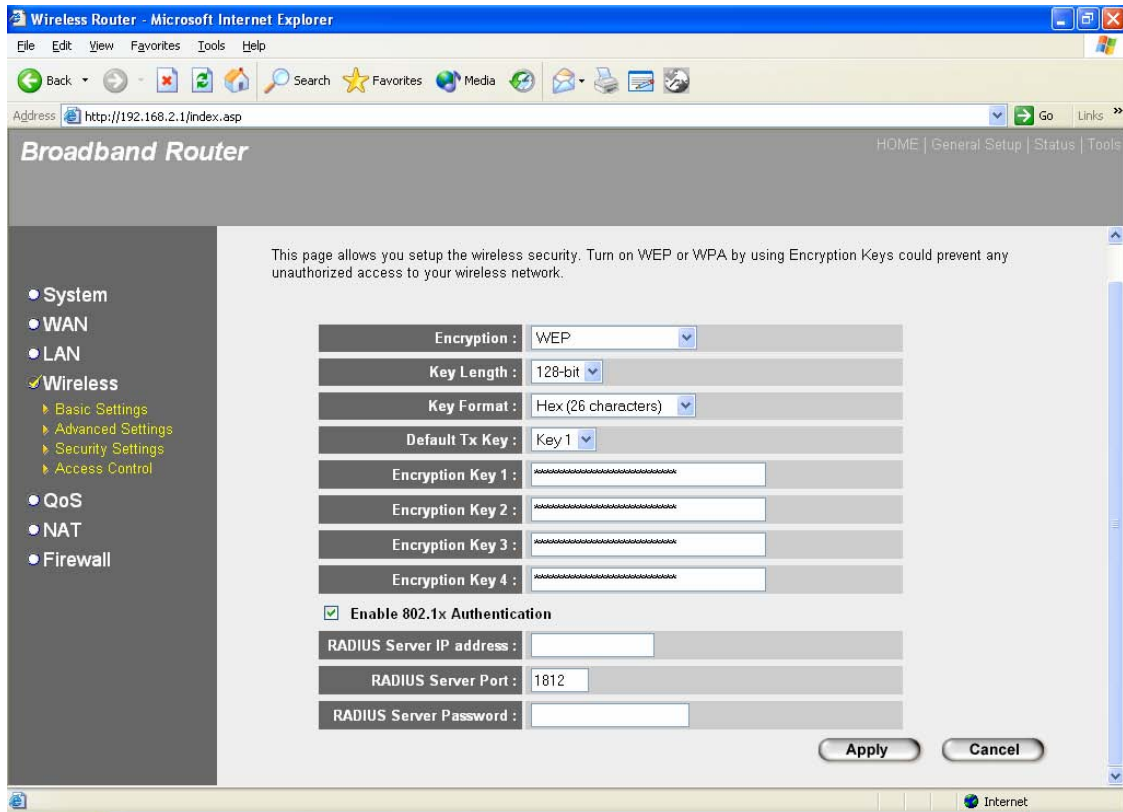 Wireless Router - Microsoft Internet Explorer
File Edit View Favorites Tools Help
Back Search Favorites Media
Address http://192.168.2.1/index.asp Go Links »
Broadband Router
HOME | General Setup | Status | Tools
System
WAN
LAN
Wireless
Basic Settings
Advanced Settings
Security Settings
Access Control
QoS
NAT
Firewall
This page allows you setup the wireless security. Turn on WEP or WPA by using Encryption Keys could prevent any
unauthorized access to your wireless network.
Encryption : WEP
Key Length : 128-bit
Key Format : Hex (26 characters)
Default Tx Key : Key 1
Encryption Key 1 : **************************
Encryption Key 2 : **************************
Encryption Key 3 : **************************
Encryption Key 4 : **************************
Enable 802.1x Authentication
RADIUS Server IP address :
RADIUS Server Port : 1812
RADIUS Server Password :
Apply Cancel
Internet